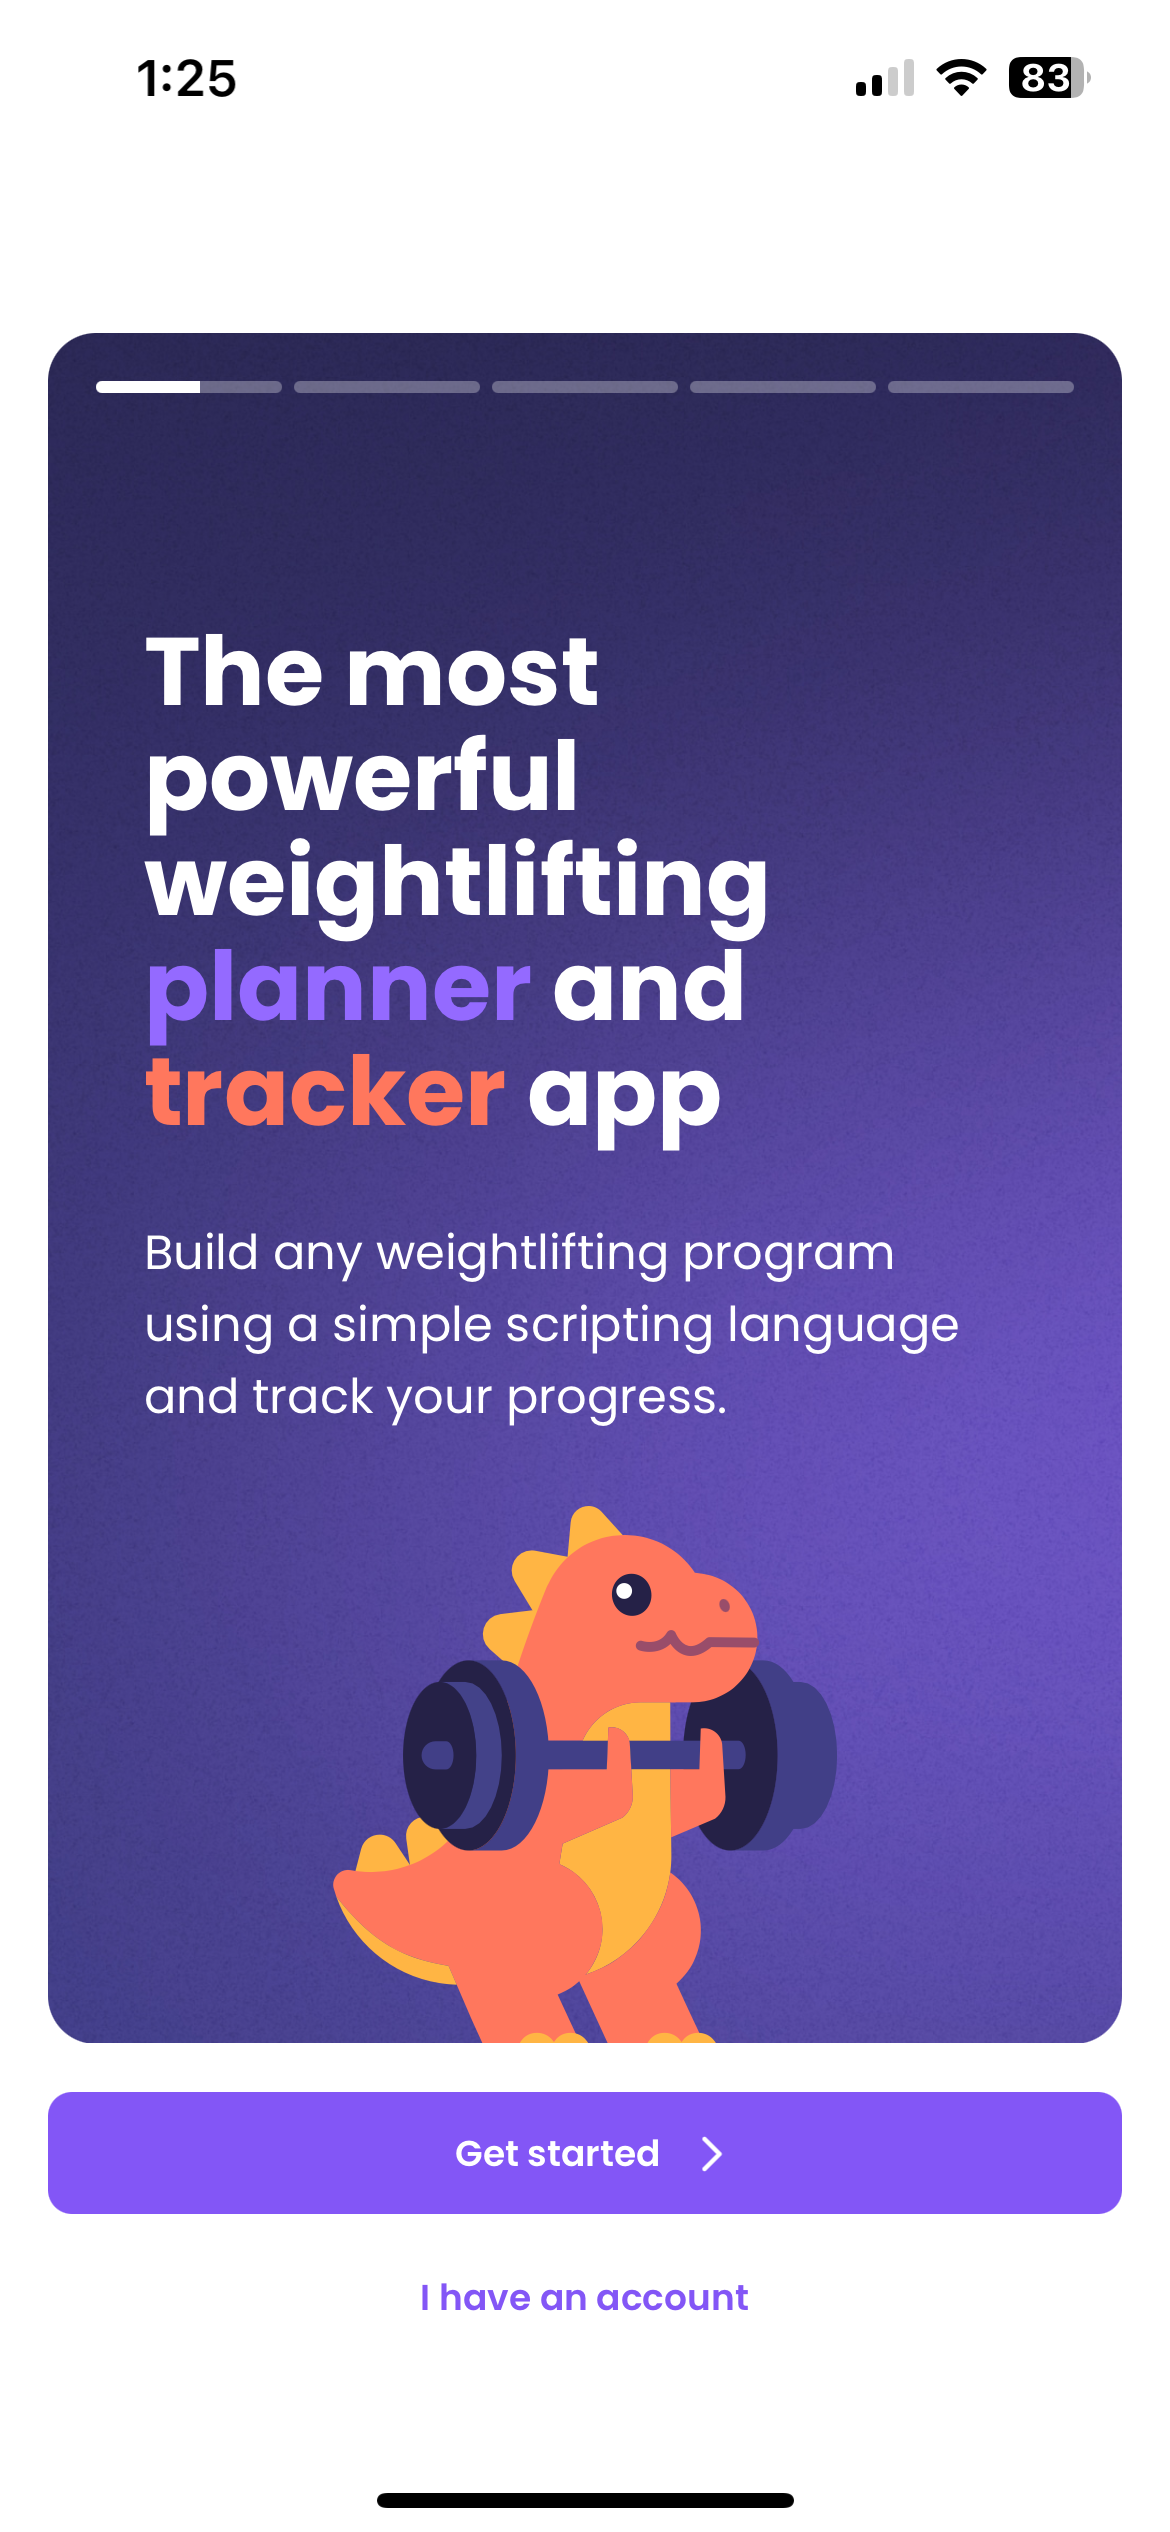 1:25
83
The most
powerful
weightlifting
planner and
tracker app
Build any weightlifting program
using a simple scripting language
and track your progress.
Get started
I have an account